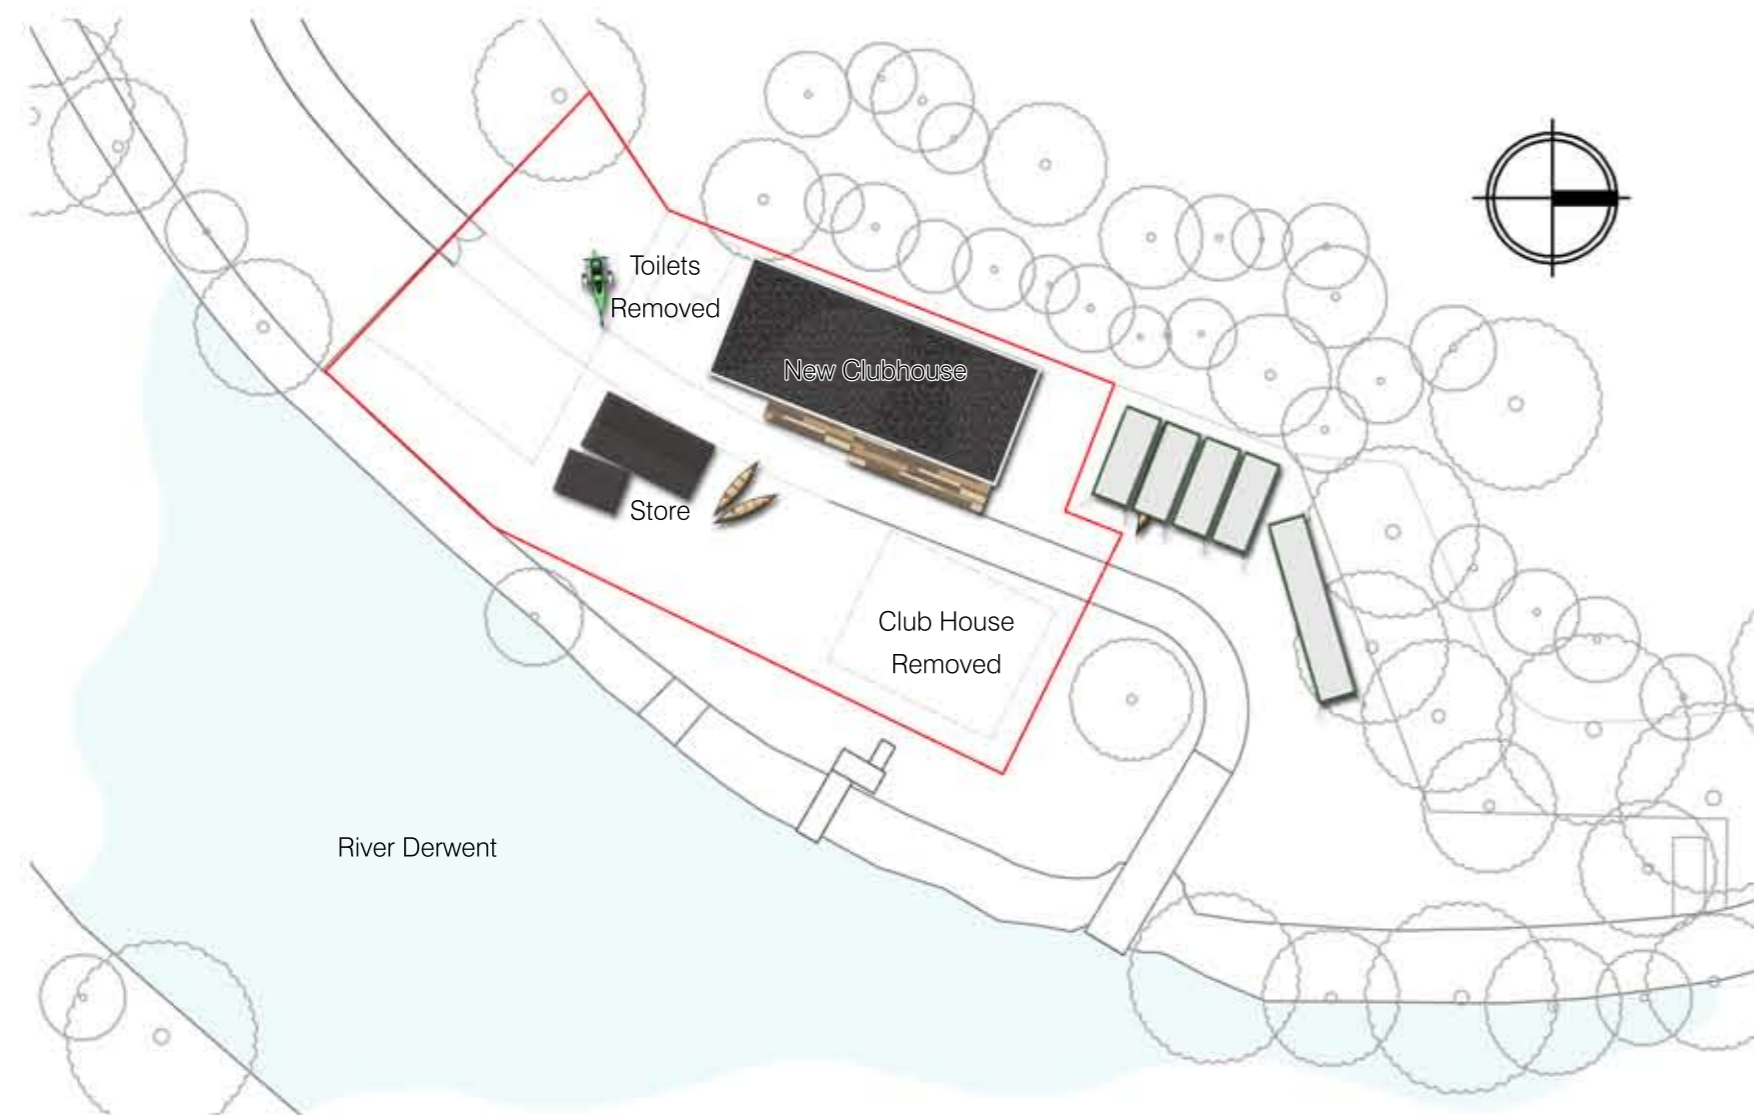 Toilets
Removed
New Clubhouse
Store
Club House
Removed
River Derwent